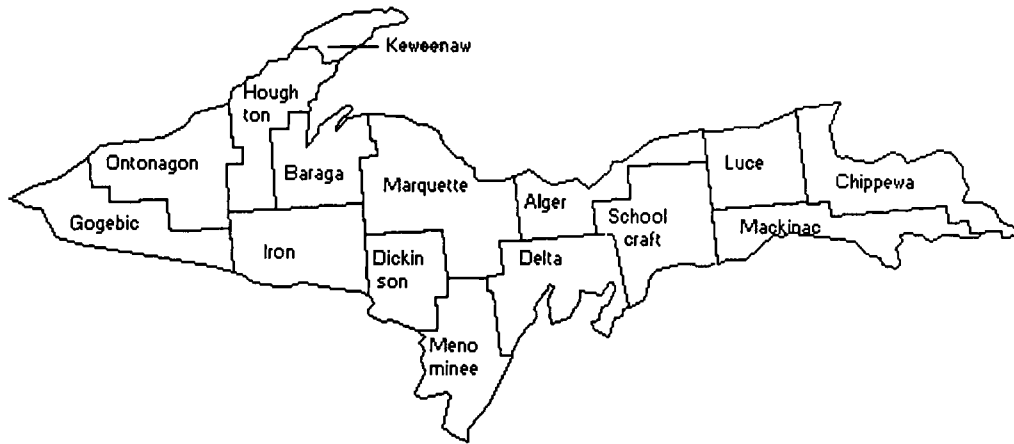 Keweenaw
Hough
ton
Ontonagon
Baraga
Marquette
Luce
Chippewa
Alger
School
craft
Gogebic
Iron
Dickin
son
Delta
Mackinac
Meno
minee